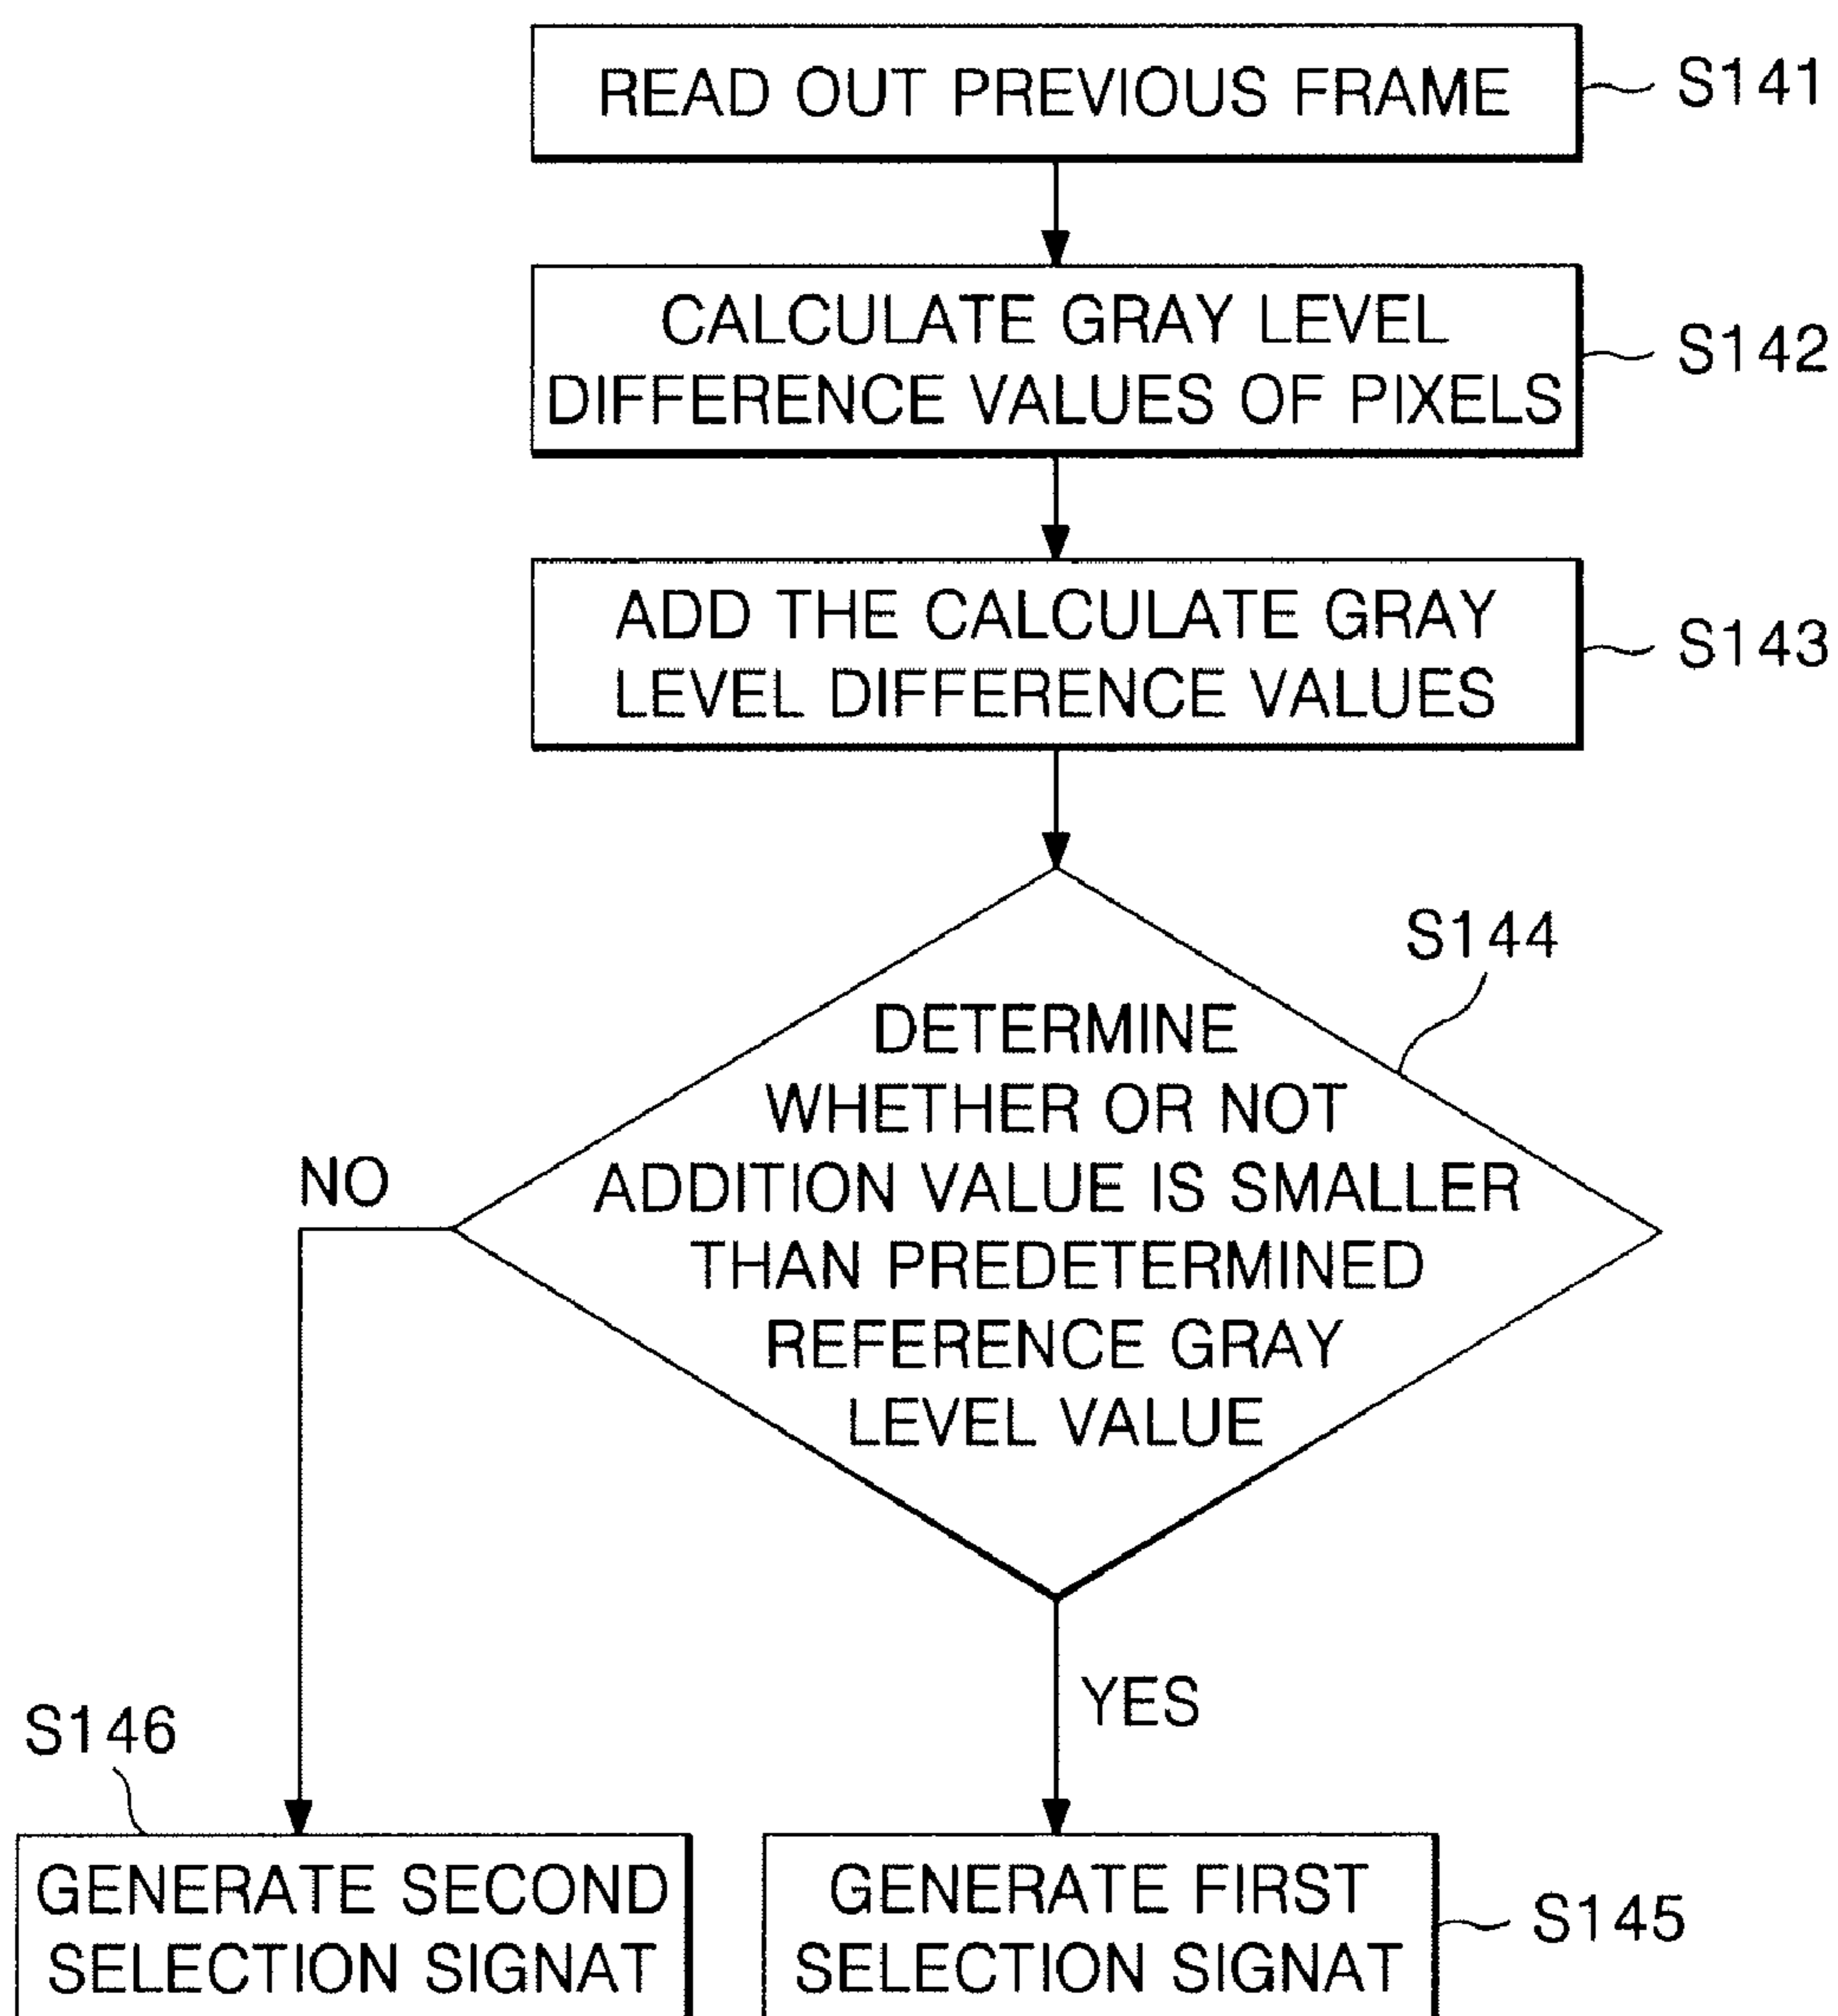 READ OUT PREVIOUS FRAME
S141
CALCULATE GRAY LEVEL
DIFFERENCE VALUES OF PIXELS
S142
ADD THE CALCULATE GRAY
LEVEL DIFFERENCE VALUES
S143
S144
DETERMINE
WHETHER OR NOT
ADDITION VALUE IS SMALLER
THAN PREDETERMINED
REFERENCE GRAY
LEVEL VALUE
NO
YES
S146
GENERATE SECOND
SELECTION SIGNAT
GENERATE FIRST
SELECTION SIGNAT
S145